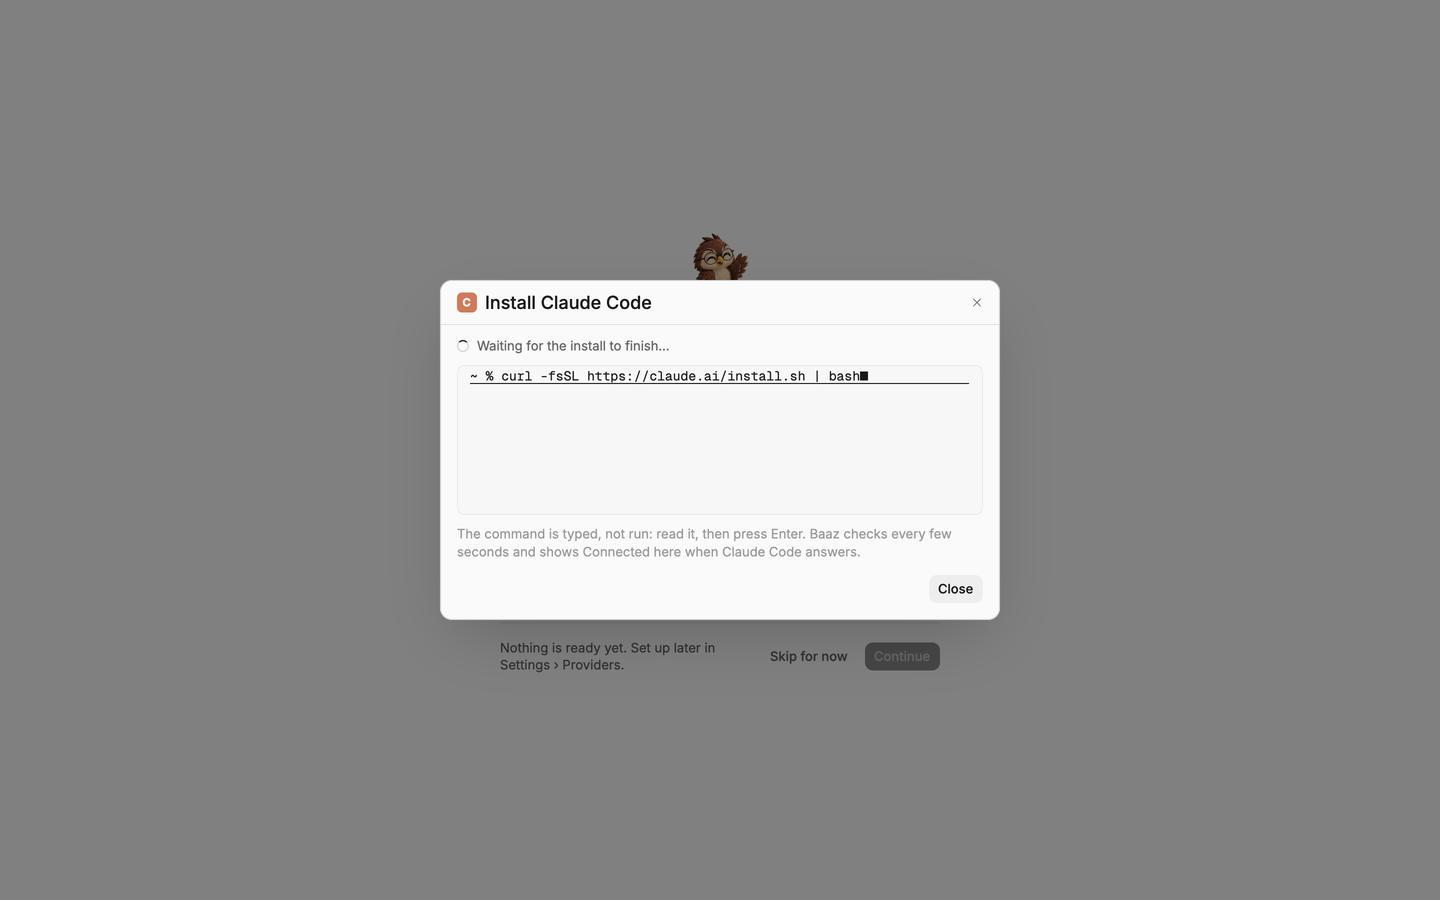 C Install Claude Code
Waiting for the install to finish...
~ % curl -fsSL https://claude.ai/install.sh | bash
The command is typed, not run: read it, then press Enter. Baaz checks every few
seconds and shows Connected here when Claude Code answers.
Close
Nothing is ready yet. Set up later in
Settings › Providers.
Skip for now
Continue